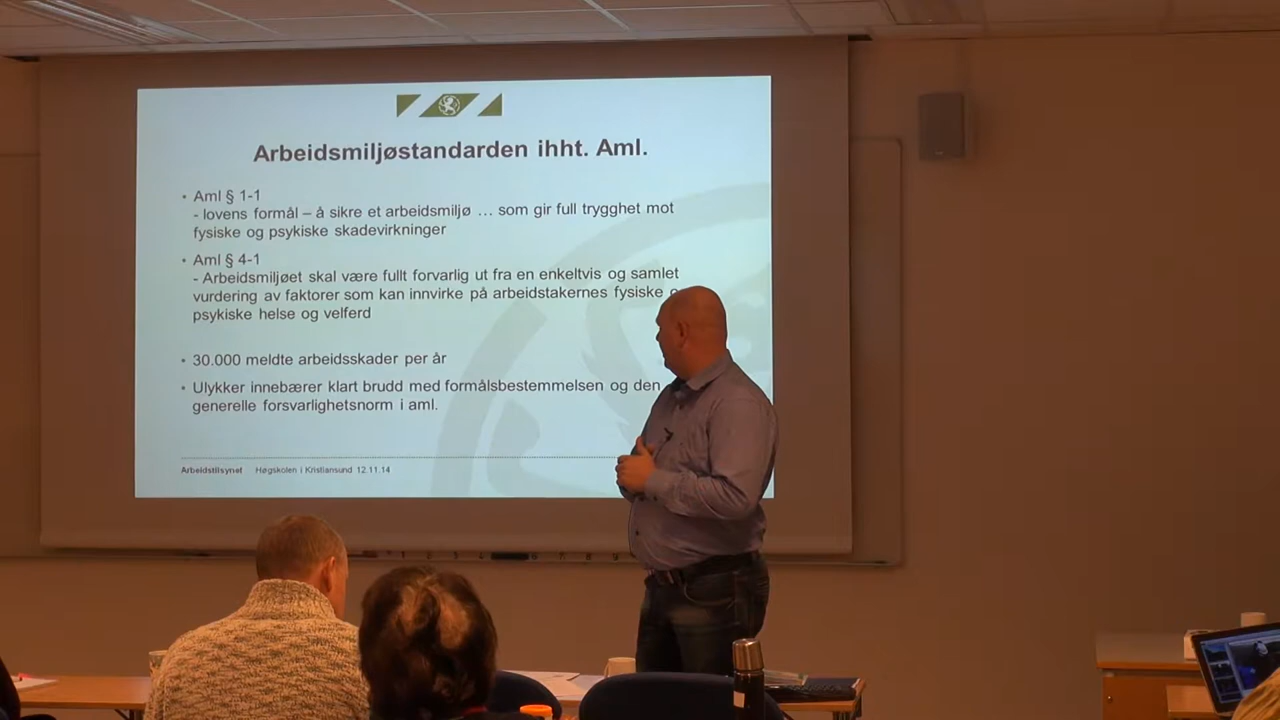 Arbeidsmiljøstandarden ihht. Aml.
• Aml § 1-1
- lovens formål – å sikre et arbeidsmiljø … som gir full trygghet mot
fysiske og psykiske skadevirkninger
• Aml § 4-1
- Arbeidsmiljøet skal være fullt forvarlig ut fra en enkeltvis og samlet
vurdering av faktorer som kan innvirke på arbeidstakernes fysiske
psykiske helse og velferd
• 30.000 meldte arbeidsskader per år
• Ulykker innebærer klart brudd med formålsbestemmelsen og den
generelle forsvarlighetsnorm i aml.
Arbeidstilsynet Høgskolen i Kristiansund 12.11.14